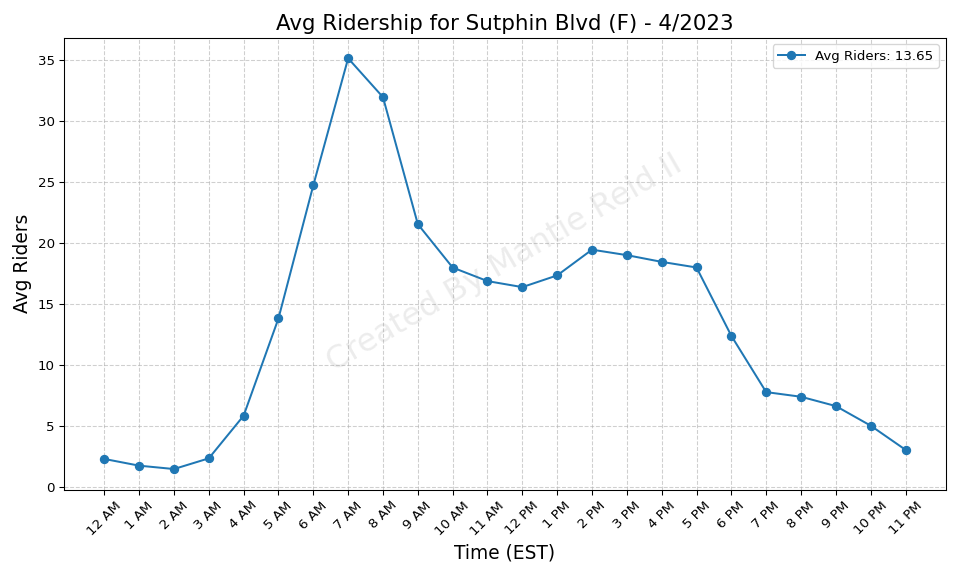 Avg Ridership for Sutphin Blvd (F) - 4/2023
Avg Riders: 13.65
Avg Riders
35
30
25
20
15
10
5
0
Created By Mantle Reid II
12 AM
1 AM
2 AM
3 AM
4 AM
5 AM
6 AM
7 AM
8 AM
9 AM
10 AM
11 AM
12 PM
1 PM
2 PM
3 PM
4 PM
5 PM
6 PM
7 PM
8 PM
9 PM
10 PM
11 PM
Time (EST)